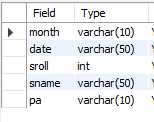 Field Type
month varchar(10)
date varchar(50)
sroll int
sname varchar(50)
pa varchar(10)